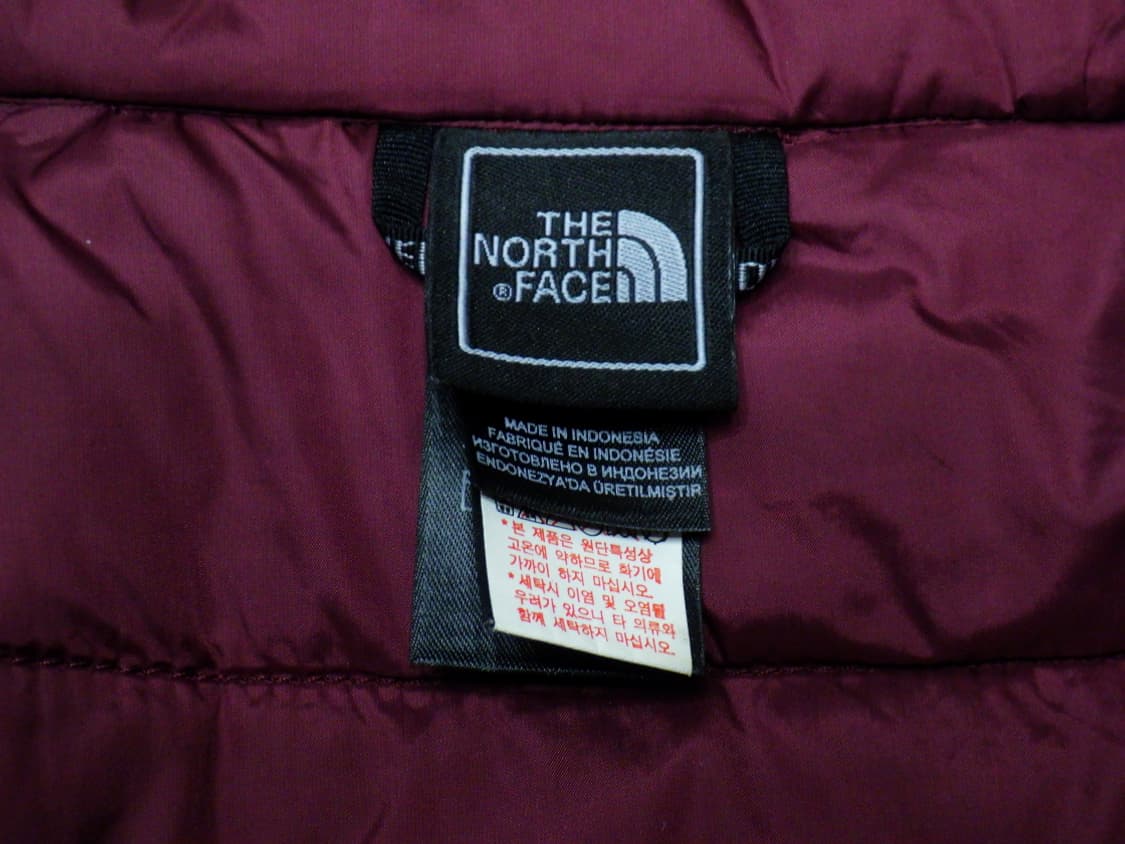 THE
NORTH
®FACE
MADE IN INDONESIA
FABRIQUÉ EN INDONÉSIE
ИЗГОТОВЛЕНО В ИНДОНЕЗИИ
ENDONEZYA'DA ÜRETILMIŞTIR
*본 제품은 원단특성상
고온에 약하므로 화기에
가까이 하지 마십시오.
*세탁시 이염 및 오염될
우려가 있으니 타 의류와
함께 세탁하지 마십시오.